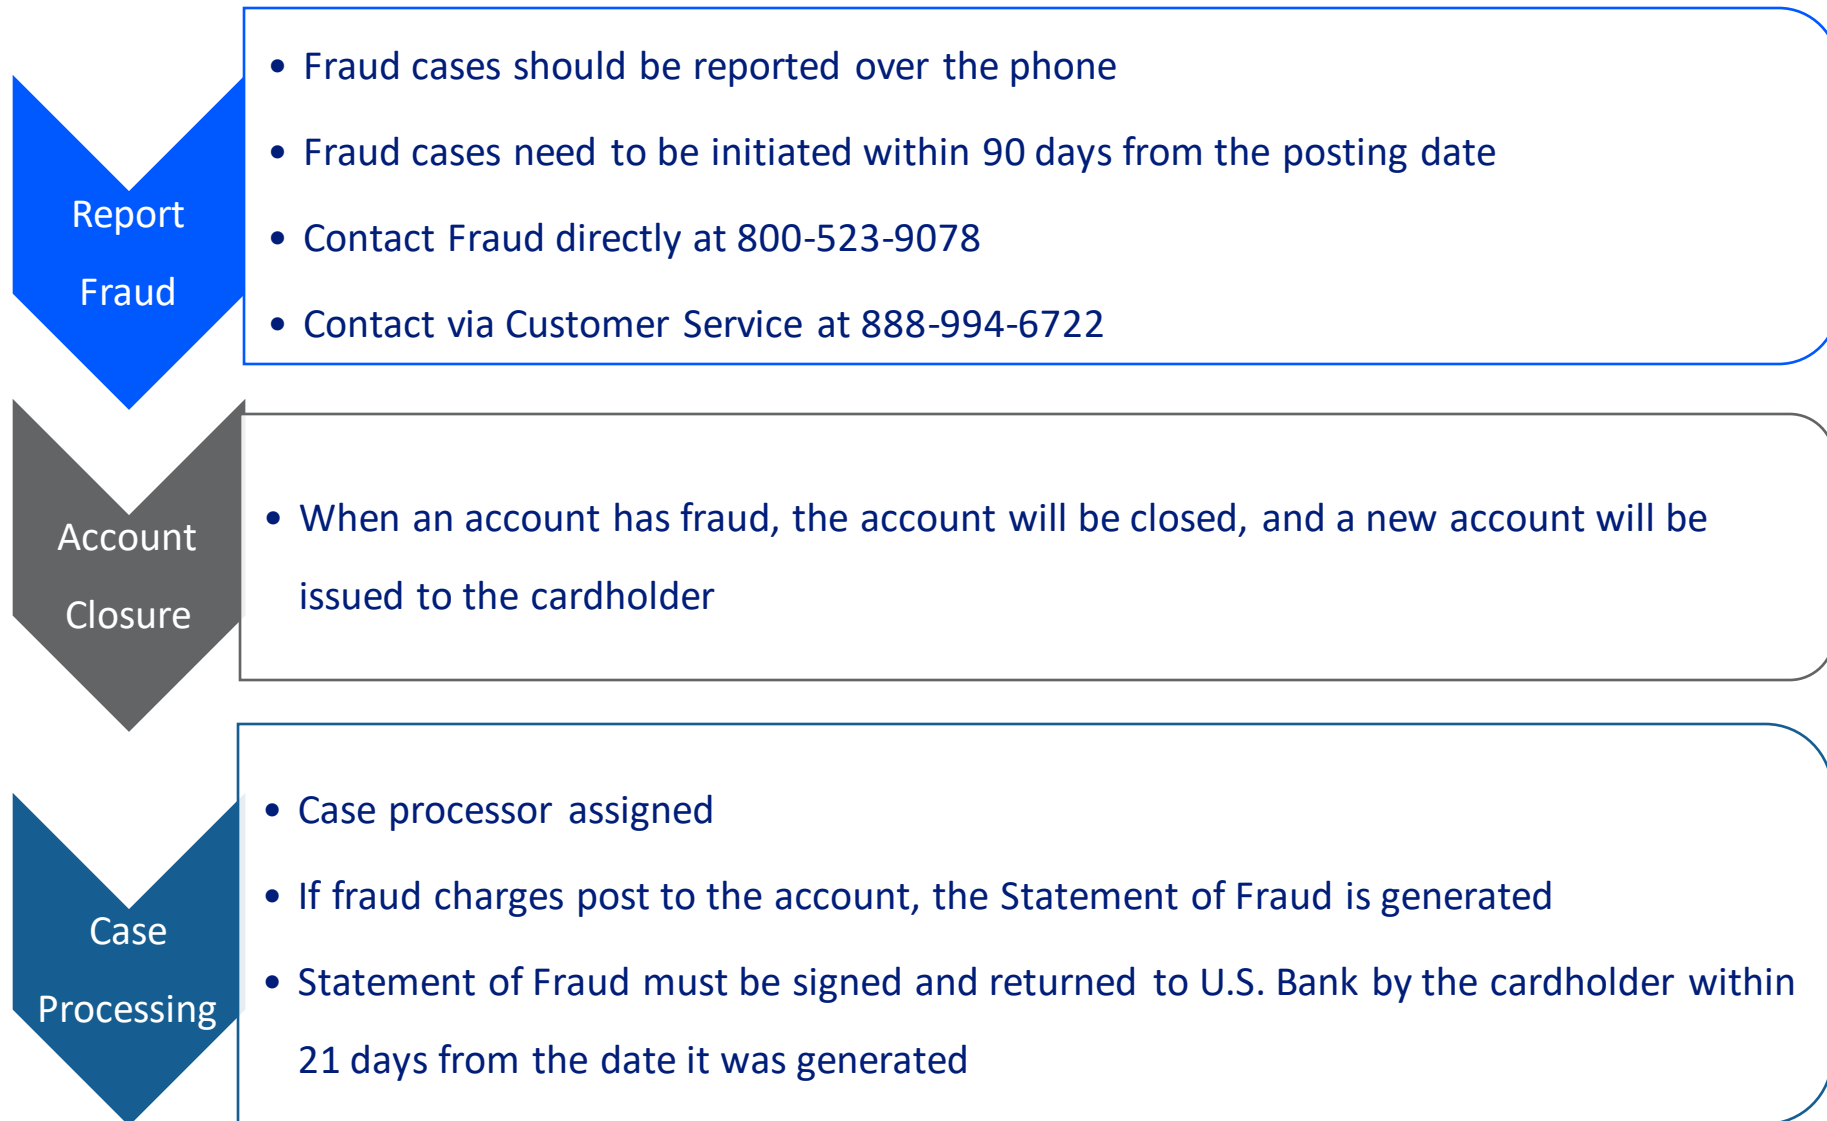 Report
Fraud
• Fraud cases should be reported over the phone
• Fraud cases need to be initiated within 90 days from the posting date
• Contact Fraud directly at 800-523-9078
• Contact via Customer Service at 888-994-6722
Account
Closure
• When an account has fraud, the account will be closed, and a new account will be
issued to the cardholder
Case
Processing
• Case processor assigned
• If fraud charges post to the account, the Statement of Fraud is generated
• Statement of Fraud must be signed and returned to U.S. Bank by the cardholder within
21 days from the date it was generated